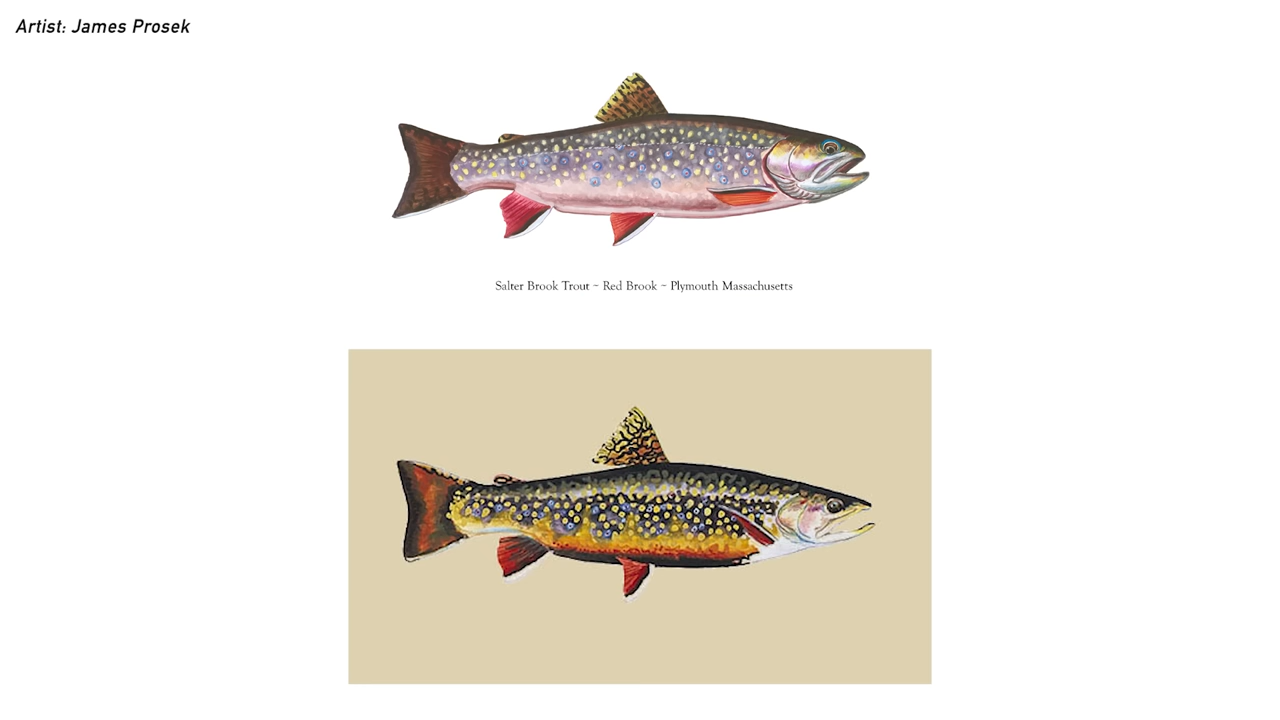 Artist: James Prosek
Salter Brook Trout ~ Red Brook ~ Plymouth Massachusetts